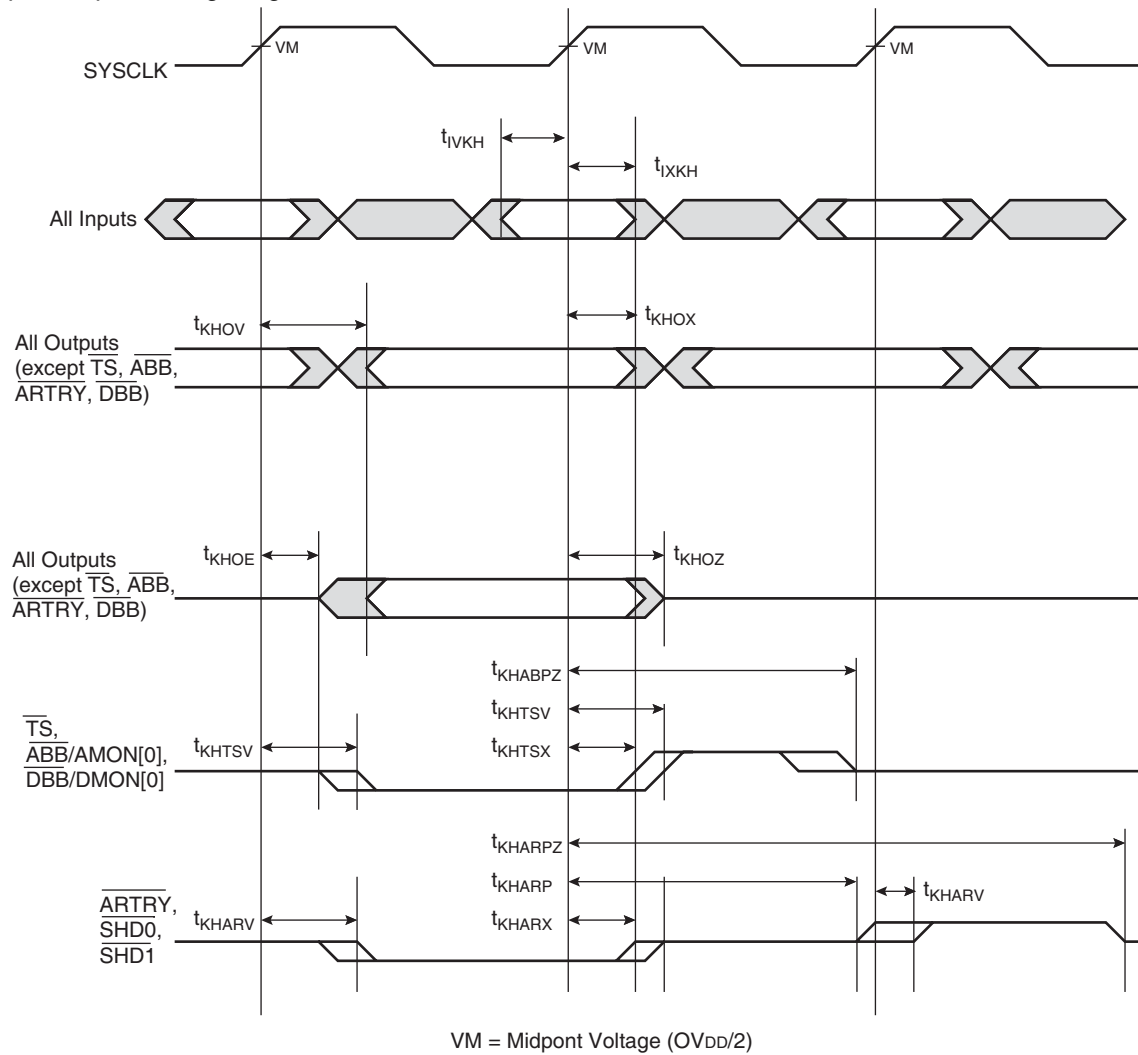 VM
VM
VM
SYSCLK
tIVKH
tIXKH
All Inputs
tKHOV
tKHOX
All Outputs
(except TS, ABB,
ARTRY, DBB)
tKHOE
tKHOZ
All Outputs
(except TS, ABB,
ARTRY, DBB)
tKHABPZ
tKHTSV
tKHTSV
tKHTSX
TS,
ABB/AMON[0],
DBB/DMON[0]
tKHARPZ
tKHARP
tKHARV
tKHARV
tKHARX
ARTRY,
SHD0,
SHD1
VM = Midpont Voltage (OVDD/2)